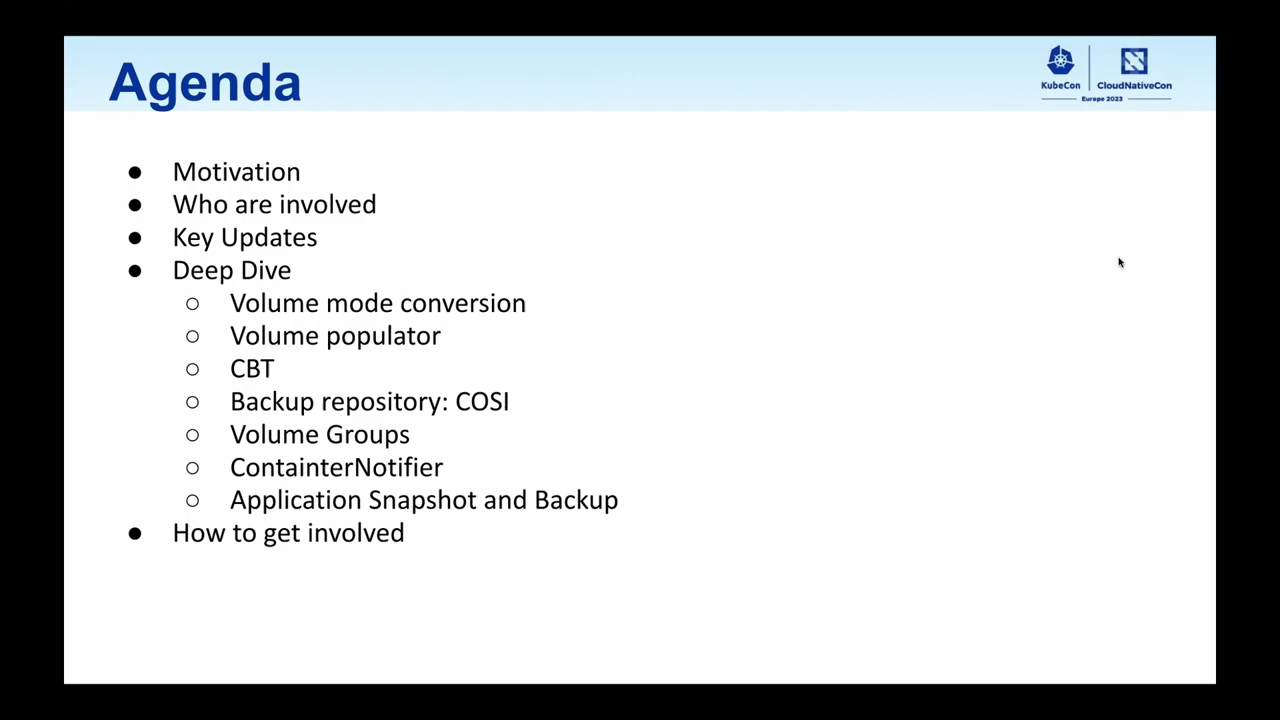 Agenda
KubeCon
CloudNativeCon
Europe 2023
● Motivation
● Who are involved
● Key Updates
● Deep Dive
○ Volume mode conversion
○ Volume populator
○ CBT
○ Backup repository: COSI
○ Volume Groups
○ ContainterNotifier
○ Application Snapshot and Backup
● How to get involved